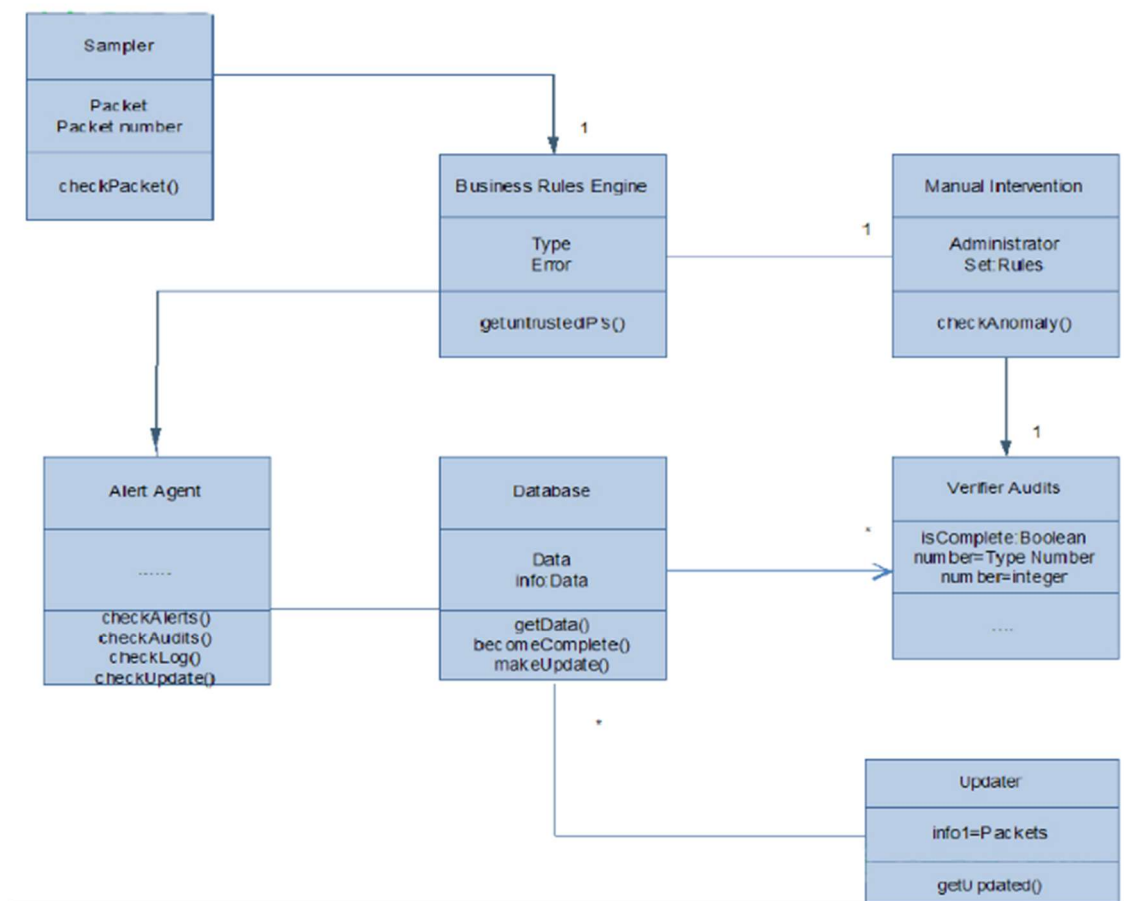 Sampler
Packet
Packet number
checkPacket()
1
Business Rules Engine
Type
Error
getuntrustedIP's()
1
Manual Intervention
Administrator
Set:Rules
checkAnomaly()
1
Alert Agent
......
checkAlerts()
checkAudits()
checkLog()
checkUpdate()
Database
Data
info:Data
getData()
becomeComplete()
makeUpdate()
*
Verifier Audits
isComplete:Boolean
number=Type Number
number=integer
....
*
Updater
info1=Packets
getUpdated()